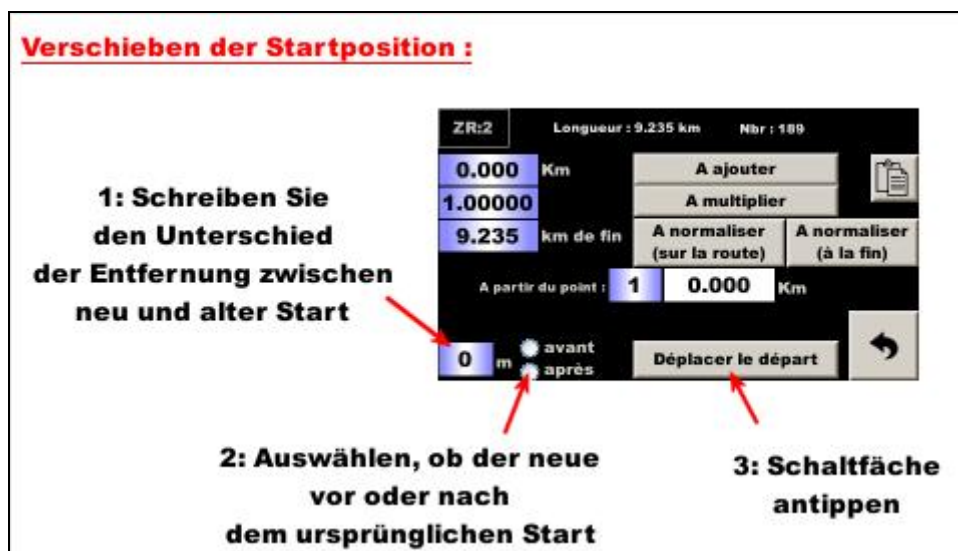 Verschieben der Startposition :
ZR:2 Longueur : 9.235 km Nbr : 189
0.000 Km A ajouter
1.00000 A multiplier
9.235 km de fin A normaliser (sur la route) A normaliser (à la fin)
A partir du point : 1 0.000 Km
0 m avant
après
Déplacer le départ
1: Schreiben Sie
den Unterschied
der Entfernung zwischen
neu und alter Start
2: Auswählen, ob der neue
vor oder nach
dem ursprünglichen Start
3: Schaltfäche
antippen